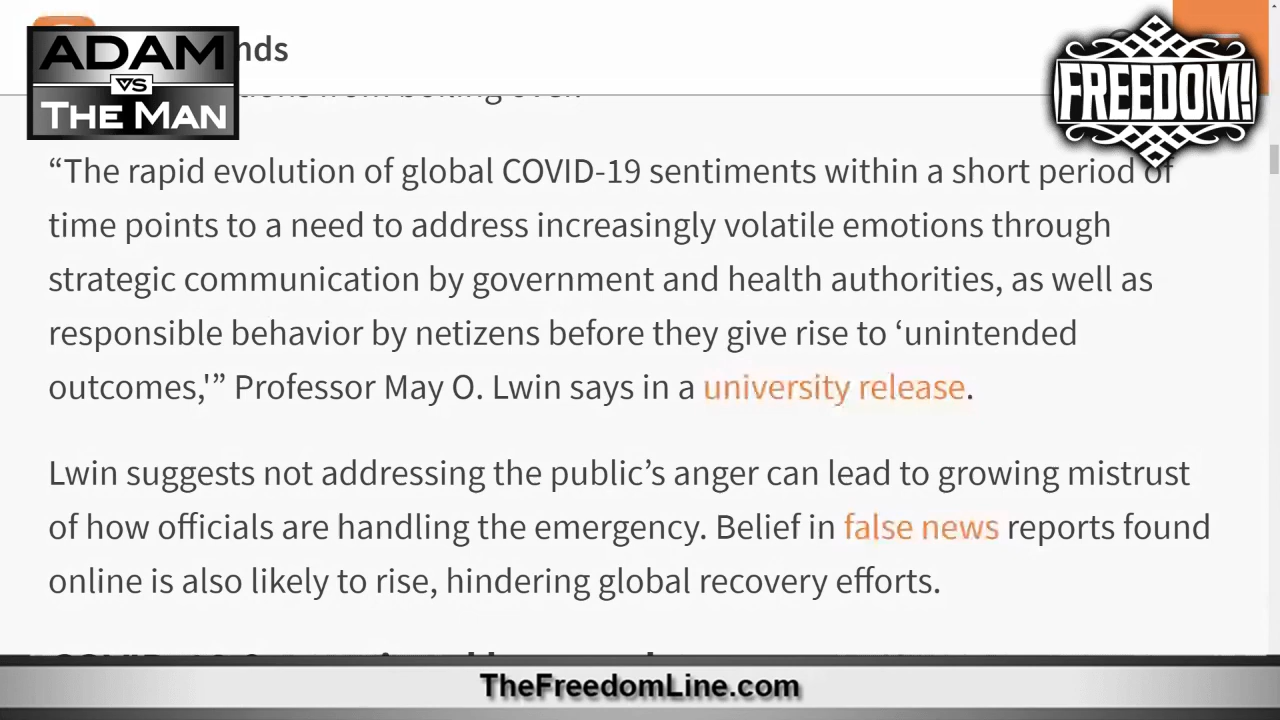 ADAM
VS
THE MAN
nds
FREEDOM!
“The rapid evolution of global COVID-19 sentiments within a short period of
time points to a need to address increasingly volatile emotions through
strategic communication by government and health authorities, as well as
responsible behavior by netizens before they give rise to ‘unintended
outcomes,'” Professor May O. Lwin says in a university release.
Lwin suggests not addressing the public’s anger can lead to growing mistrust
of how officials are handling the emergency. Belief in false news reports found
online is also likely to rise, hindering global recovery efforts.
TheFreedomLine.com